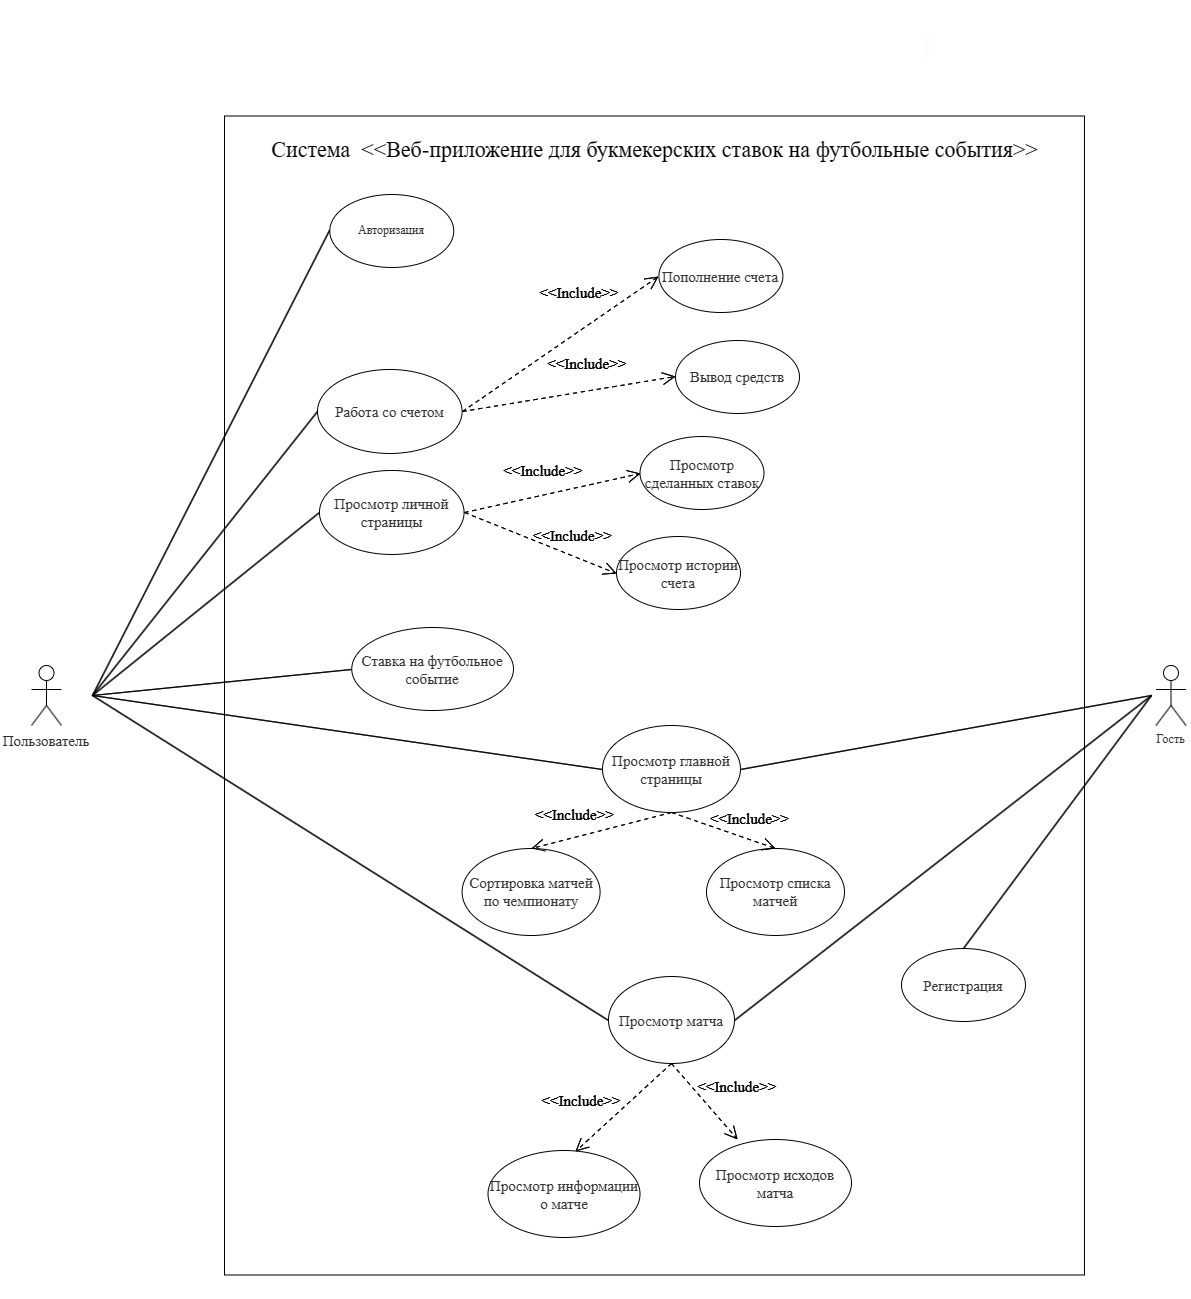 Система <<Веб-приложение для букмекерских ставок на футбольные события>>
Авторизация
Пополнение счета
<<Include>>
<<Include>>
Вывод средств
Работа со счетом
Просмотр
сделанных ставок
<<Include>>
Просмотр личной
страницы
<<Include>>
Просмотр истории
счета
Ставка на футбольное
событие
Пользователь
Гость
Просмотр главной
страницы
<<Include>>
<<Include>>
Сортировка матчей
по чемпионату
Просмотр списка
матчей
Регистрация
Просмотр матча
<<Include>>
<<Include>>
Просмотр информации
о матче
Просмотр исходов
матча